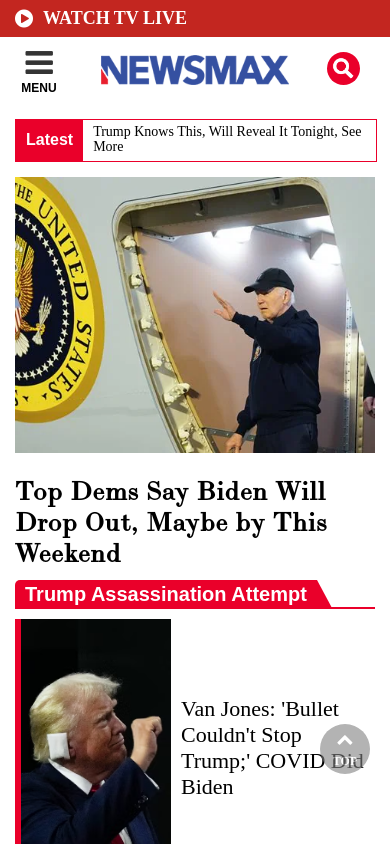 WATCH TV LIVE
MENU
NEWSMAX
Latest
Trump Knows This, Will Reveal It Tonight, See
More
THE UNITED STATES
Top Dems Say Biden Will
Drop Out, Maybe by This
Weekend
Trump Assassination Attempt
Van Jones: 'Bullet
Couldn't Stop
Trump;' COVID Did
Biden